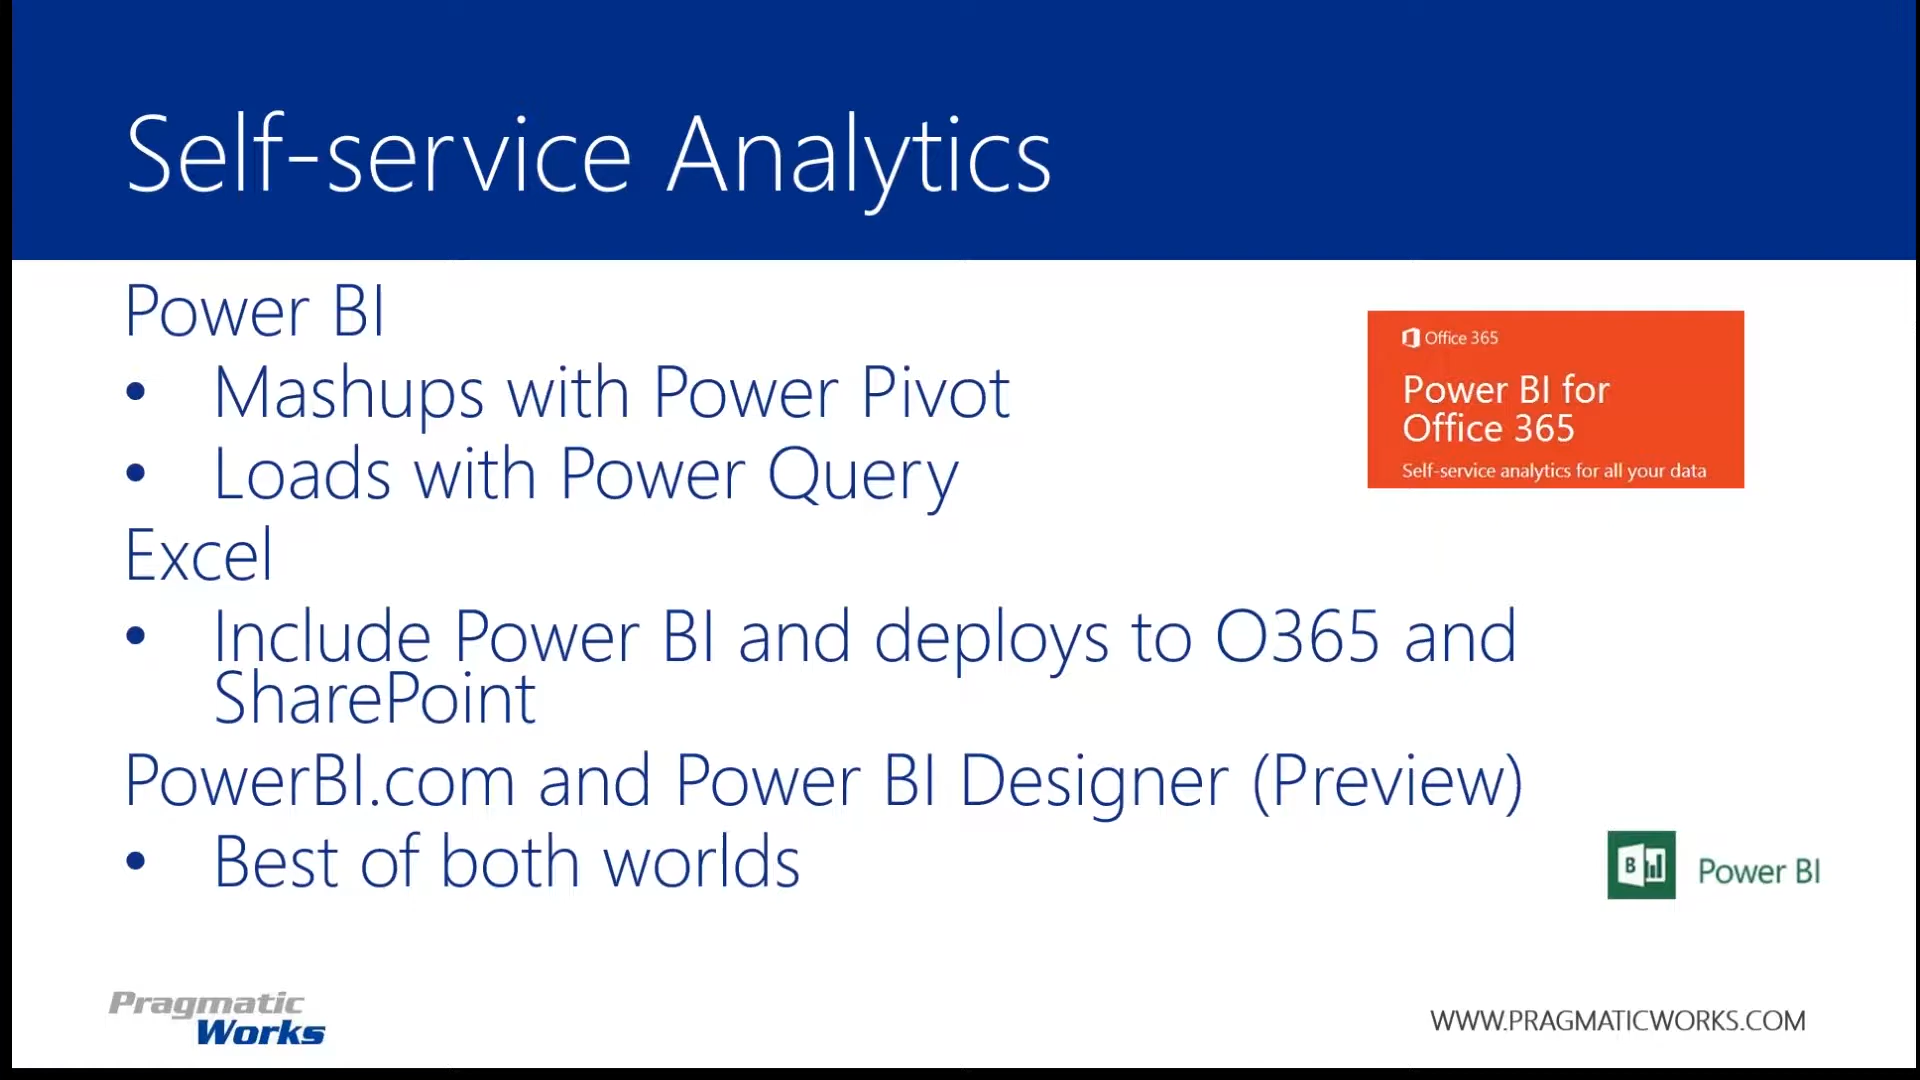 Self-service Analytics
Power BI
• Mashups with Power Pivot
• Loads with Power Query
Excel
• Include Power BI and deploys to O365 and
SharePoint
PowerBI.com and Power BI Designer (Preview)
• Best of both worlds
Office 365
Power BI for
Office 365
Self-service analytics for all your data
B
Power BI
Pragmatic
Works
WWW.PRAGMATICWORKS.COM